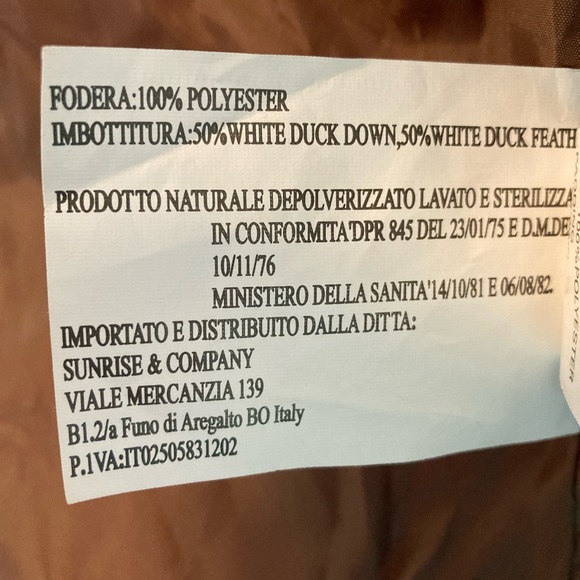 FODERA:100% POLYESTER
IMBOTTITURA:50%WHITE DUCK DOWN,50%WHITE DUCK FEATH
PRODOTTO NATURALE DEPOLVERIZZATO LAVATO E STERILIZZA
IN CONFORMITA'DPR 845 DEL 23/01/75 E D.M.DE
10/11/76
MINISTERO DELLA SANITA'14/10/81 E 06/08/82.
IMPORTATO E DISTRIBUITO DALLA DITTA:
SUNRISE & COMPANY
VIALE MERCANZIA 139
B1.2/a Funo di Aregalto BO Italy
P.1VA:IT02505831202